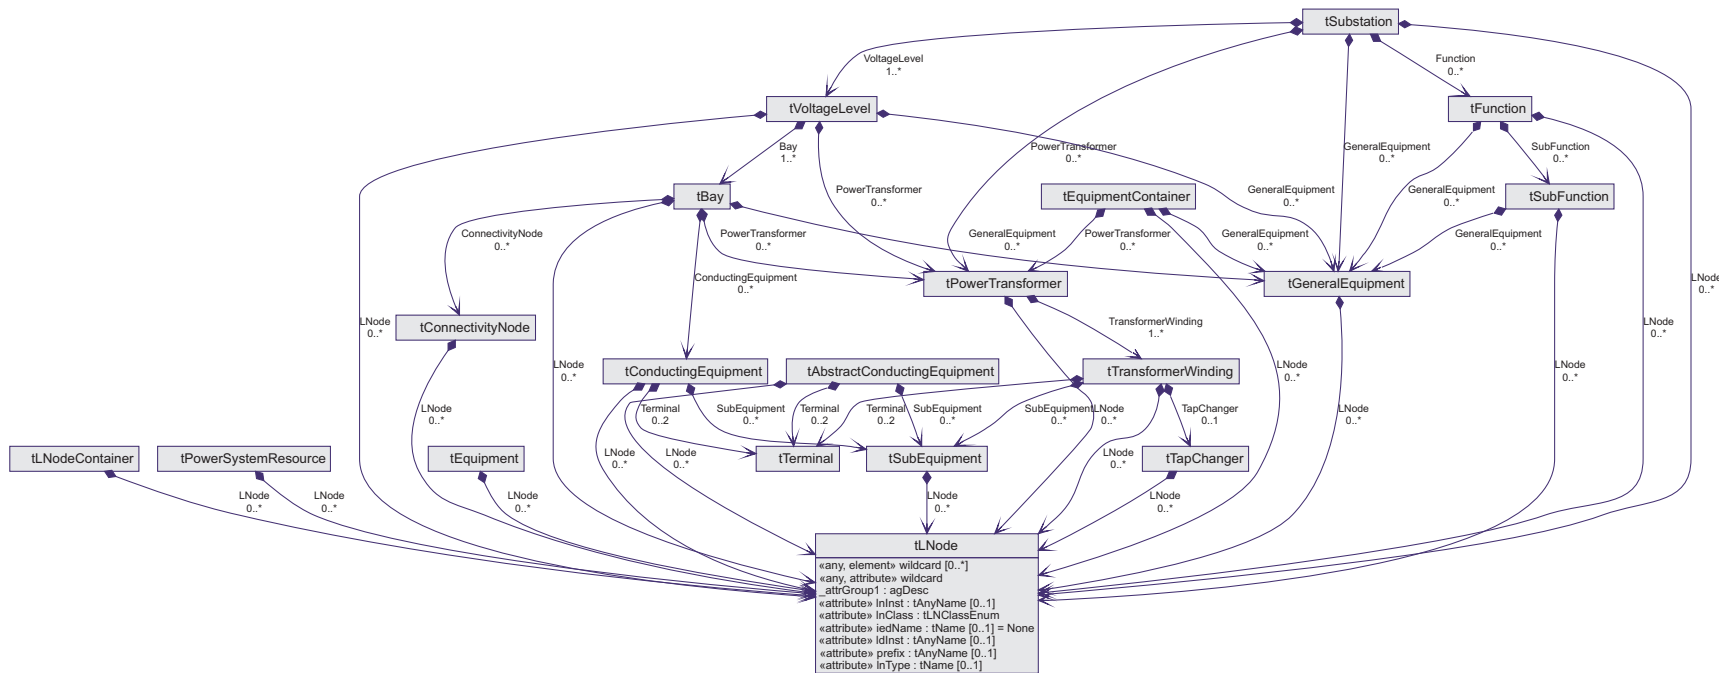 tSubstation
VoltageLevel
1..*
Function
0..*
tVoltageLevel
tFunction
Bay
1..*
PowerTransformer
0..*
GeneralEquipment
0..*
SubFunction
0..*
PowerTransformer
0..*
GeneralEquipment
0..*
GeneralEquipment
0..*
tBay
tEquipmentContainer
tSubFunction
ConnectivityNode
0..*
PowerTransformer
0..*
GeneralEquipment
0..*
PowerTransformer
0..*
GeneralEquipment
0..*
GeneralEquipment
0..*
ConductingEquipment
0..*
LNode
0..*
tPowerTransformer
tGeneralEquipment
tConnectivityNode
LNode
0..*
TransformerWinding
1..*
LNode
0..*
LNode
0..*
LNode
0..*
LNode
0..*
tConductingEquipment
tAbstractConductingEquipment
tTransformerWinding
LNode
0..*
Terminal
0..2
SubEquipment
0..*
Terminal
0..2
Terminal
0..2
SubEquipment
0..*
SubEquipment
0..*
LNode
0..*
TapChanger
0..1
LNode
0..*
tLNodeContainer
tPowerSystemResource
tEquipment
tTerminal
tSubEquipment
tTapChanger
LNode
0..*
LNode
0..*
LNode
0..*
LNode
0..*
LNode
0..*
LNode
0..*
LNode
0..*
LNode
0..*
tLNode
«any, element» wildcard [0..*]
«any, attribute» wildcard
_attrGroup1 : agDesc
«attribute» lnInst : tAnyName [0..1]
«attribute» lnClass : tLNClassEnum
«attribute» iedName : tName [0..1] = None
«attribute» ldInst : tAnyName [0..1]
«attribute» prefix : tAnyName [0..1]
«attribute» lnType : tName [0..1]